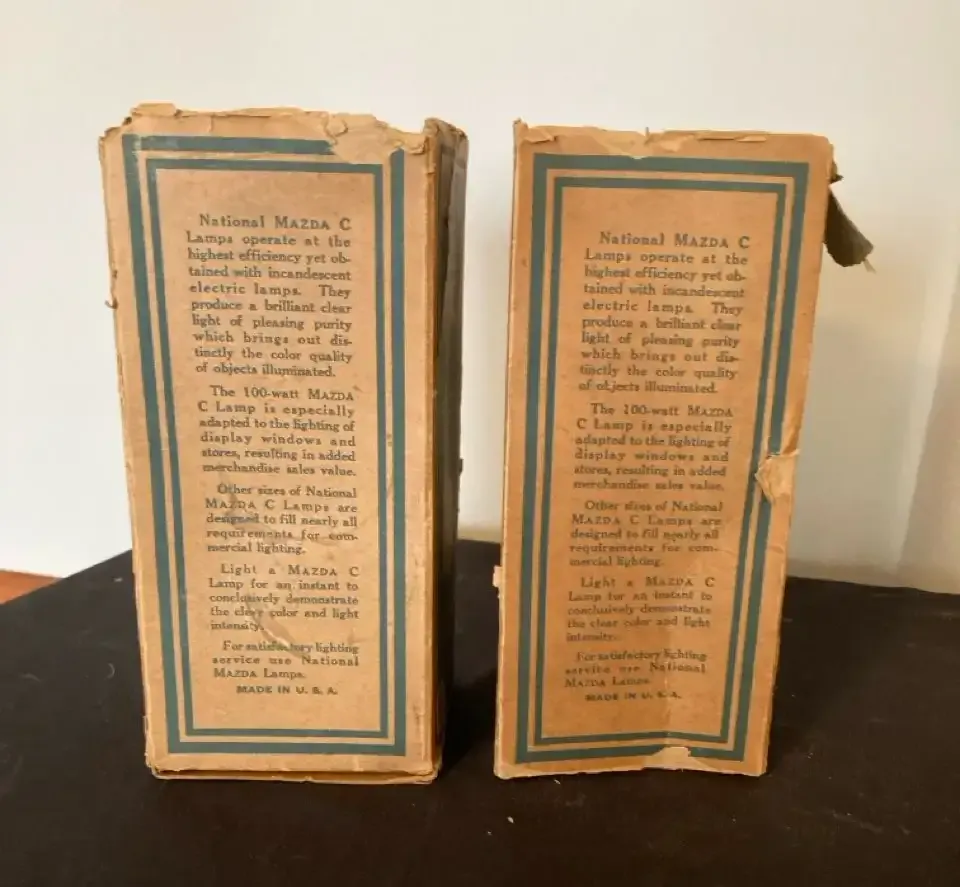 National MAZDA C
Lamps operate at the
highest efficiency yet ob-
tained with incandescent
electric lamps. They
produce a brilliant clear
light of pleasing purity
which brings out dis-
tinctly the color quality
of objects illuminated.
The 100-watt MAZDA
C Lamp is especially
adapted to the lighting of
display windows and
stores, resulting in added
merchandise sales value.
Other sizes of National
MAZDA C Lamps are
designed to fill nearly all
requirements for com-
mercial lighting.
Light a MAZDA C
Lamp for an instant to
conclusively demonstrate
the clear color and light
intensity.
For satisfactory lighting
service use National
MAZDA Lamps.
MADE IN U. S. A.
National MAZDA C
Lamps operate at the
highest efficiency yet ob-
tained with incandescent
electric lamps. They
produce a brilliant clear
light of pleasing purity
which brings out dis-
tinctly the color quality
of objects illuminated.
The 100-watt MAZDA
C Lamp is especially
adapted to the lighting of
display windows and
stores, resulting in added
merchandise sales value.
Other sizes of National
MAZDA C Lamps are
designed to fill nearly all
requirements for com-
mercial lighting.
Light a MAZDA C
Lamp for an instant to
conclusively demonstrate
the clear color and light
intensity.
For satisfactory lighting
service use National
MAZDA Lamps.
MADE IN U. S. A.